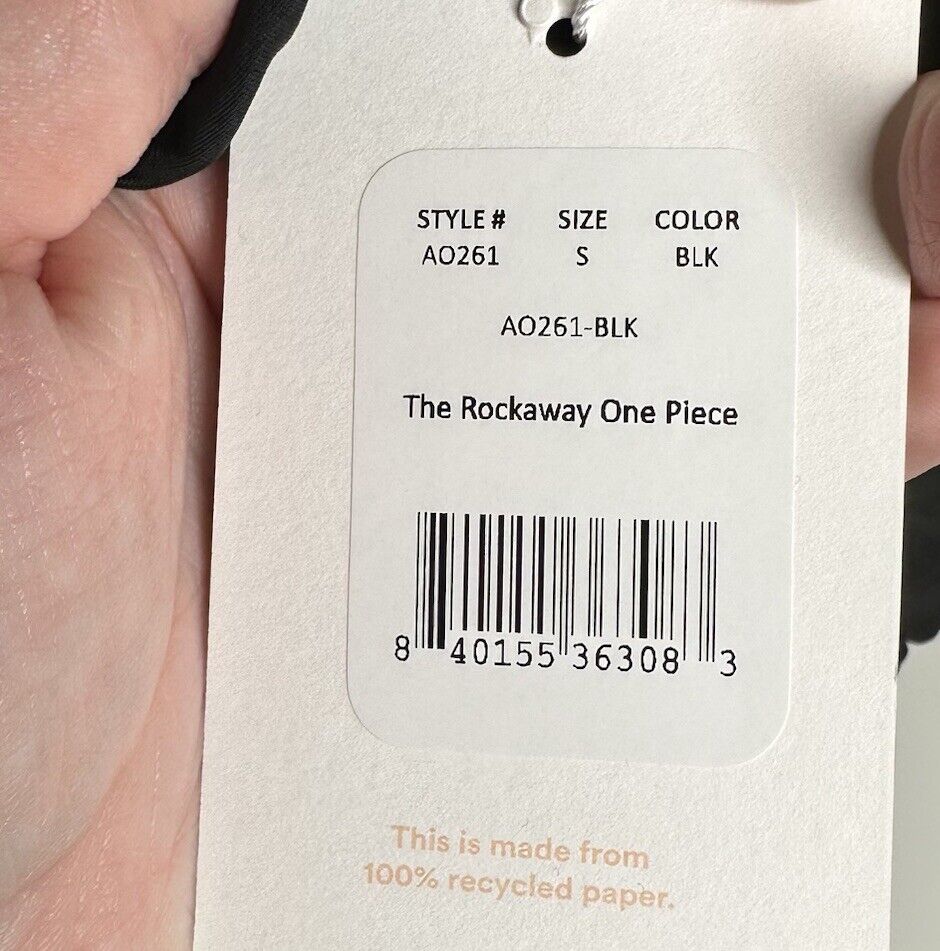 STYLE # SIZE COLOR
AO261 S BLK
AO261-BLK
The Rockaway One Piece
8 40155 36308 3
This is made from
100% recycled paper.